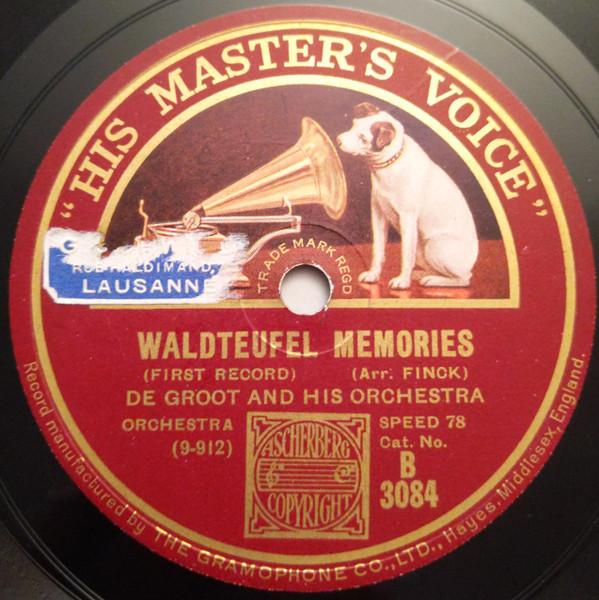 "HIS MASTER'S VOICE"
RUE HALDIMAND,
LAUSANNE
TRADE MARK REGD
WALDTEUFEL MEMORIES
(FIRST RECORD) (Arr: FINCK)
DE GROOT AND HIS ORCHESTRA
ORCHESTRA
(9-912)
ASCHERBERG
COPYRIGHT
SPEED 78
Cat. No.
B
3084
Record manufactured by THE GRAMOPHONE CO., LTD., Hayes, Middlesex, England.